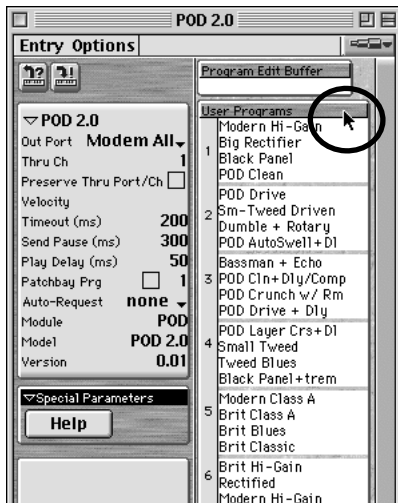 POD 2.0
Entry Options
Program Edit Buffer
POD 2.0
Out Port Modem All
Thru Ch 1
Preserve Thru Port/Ch
Velocity
Timeout (ms) 200
Send Pause (ms) 300
Play Delay (ms) 50
Patchbay Prg 1
Auto-Request none
Module POD
Model POD 2.0
Version 0.01
Special Parameters
Help
User Programs
1
Modern Hi-Gain
Big Rectifier
Black Panel
POD Clean
2
POD Drive
Sm-Tweed Driven
Dumble + Rotary
POD AutoSwell+Dl
3
Bassman + Echo
POD Cln+Dly/Comp
POD Crunch w/ Rm
POD Drive + Dly
4
POD Layer Crs+Dl
Small Tweed
Tweed Blues
Black Panel+trem
5
Modern Class A
Brit Class A
Brit Blues
Brit Classic
6
Brit Hi-Gain
Rectified
Modern Hi-Gain